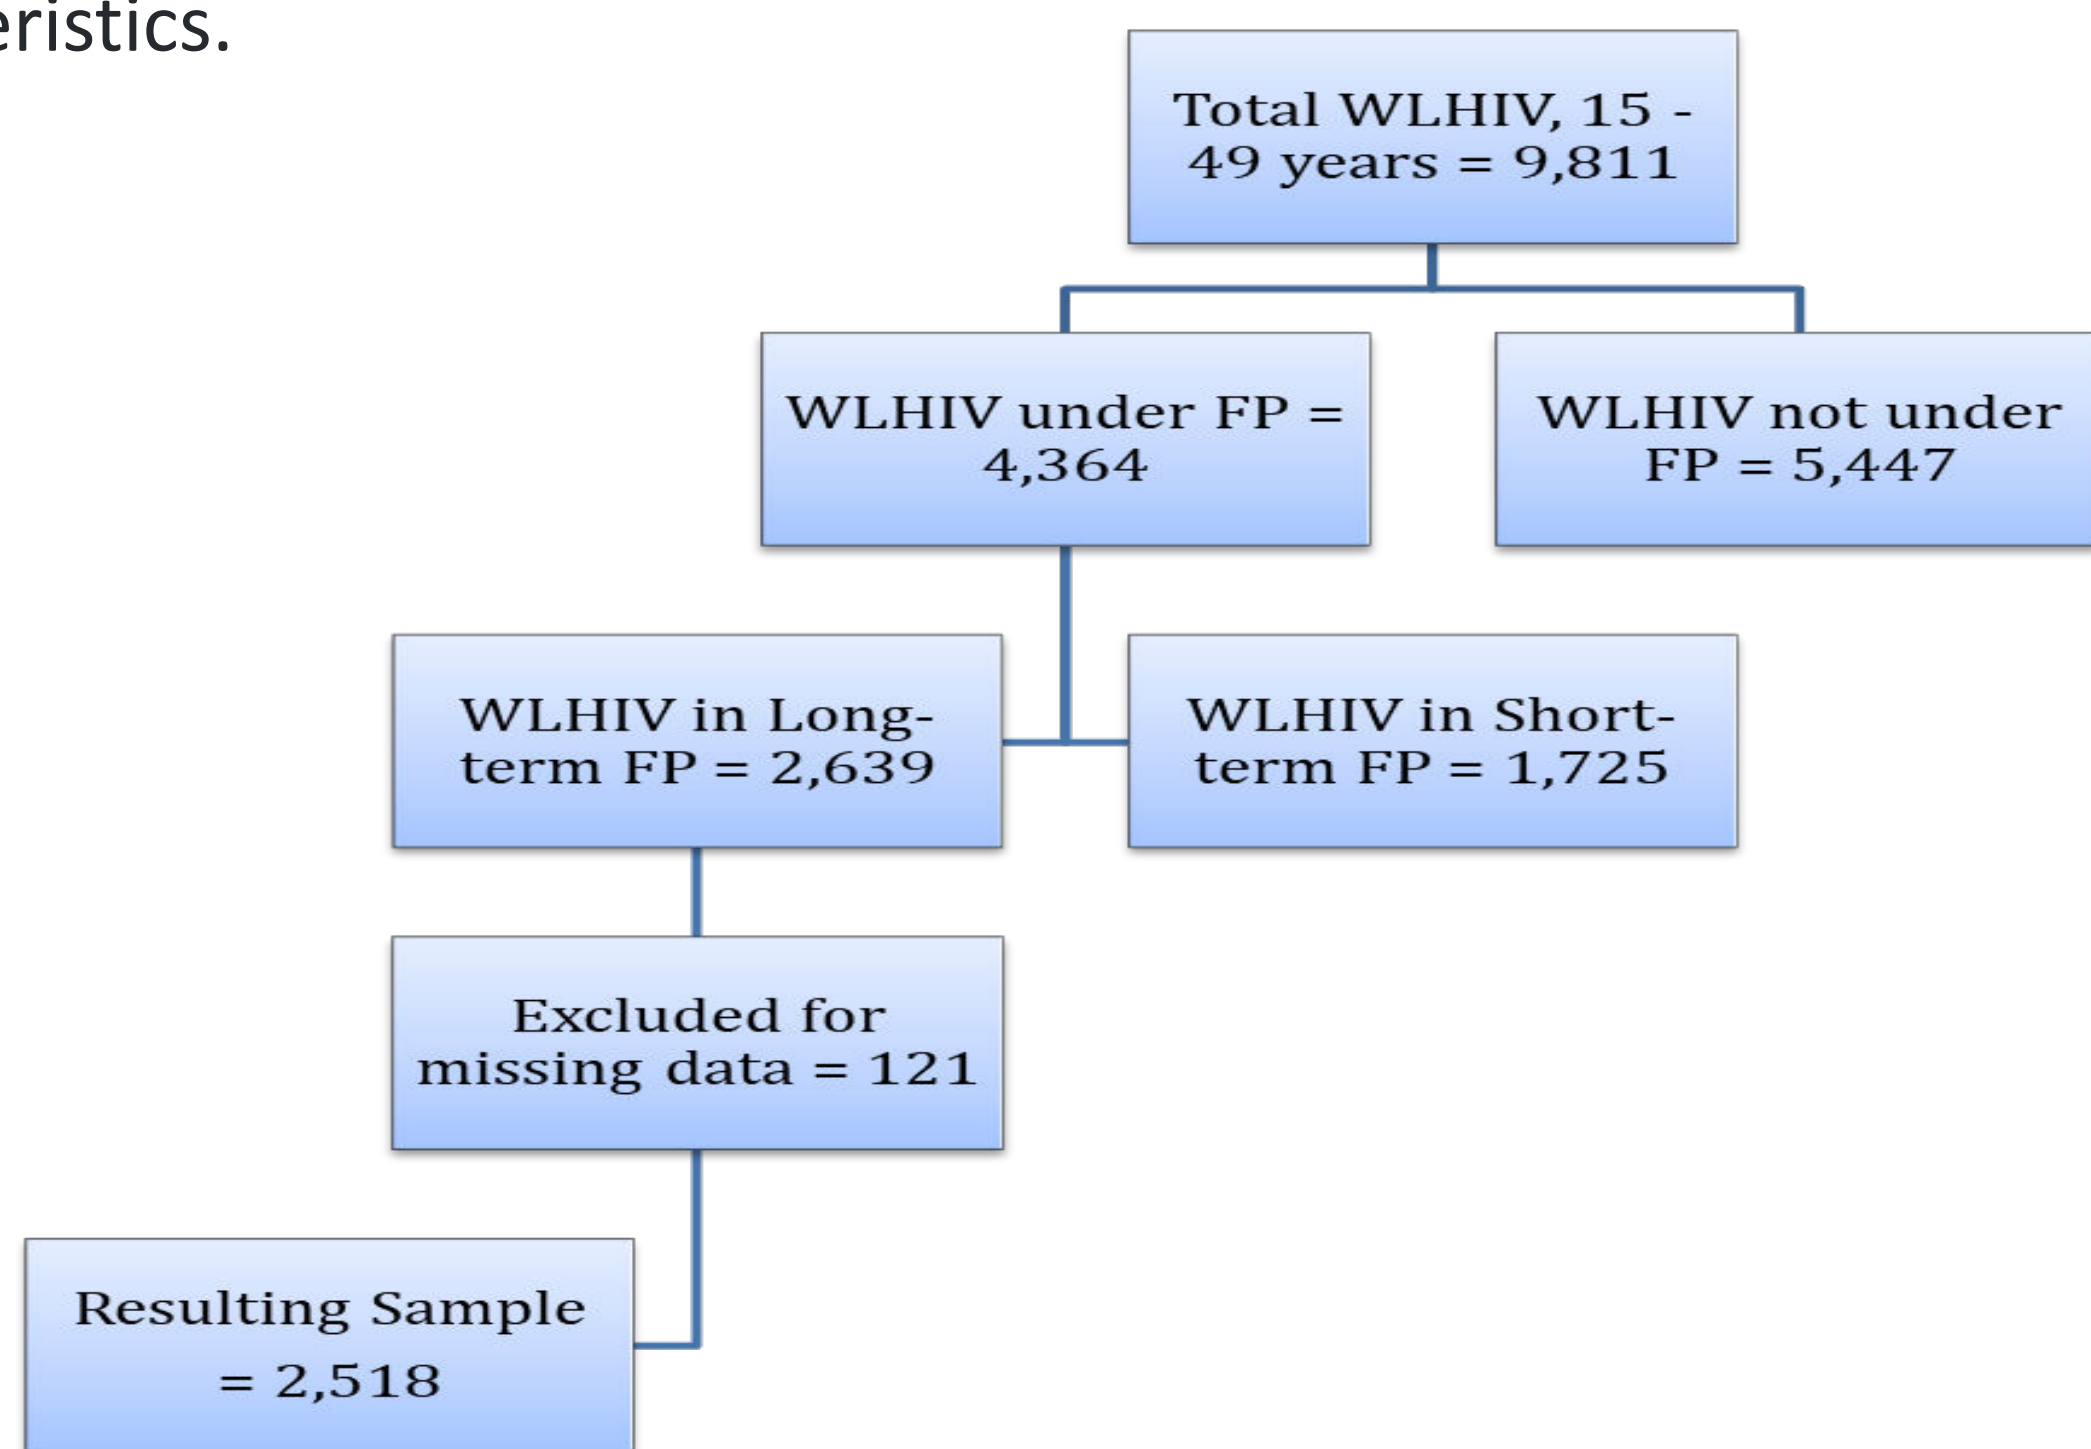 Total WLHIV, 15 -
49 years = 9,811
WLHIV under FP =
4,364
WLHIV not under
FP = 5,447
WLHIV in Long-
term FP = 2,639
WLHIV in Short-
term FP = 1,725
Excluded for
missing data = 121
Resulting Sample
= 2,518